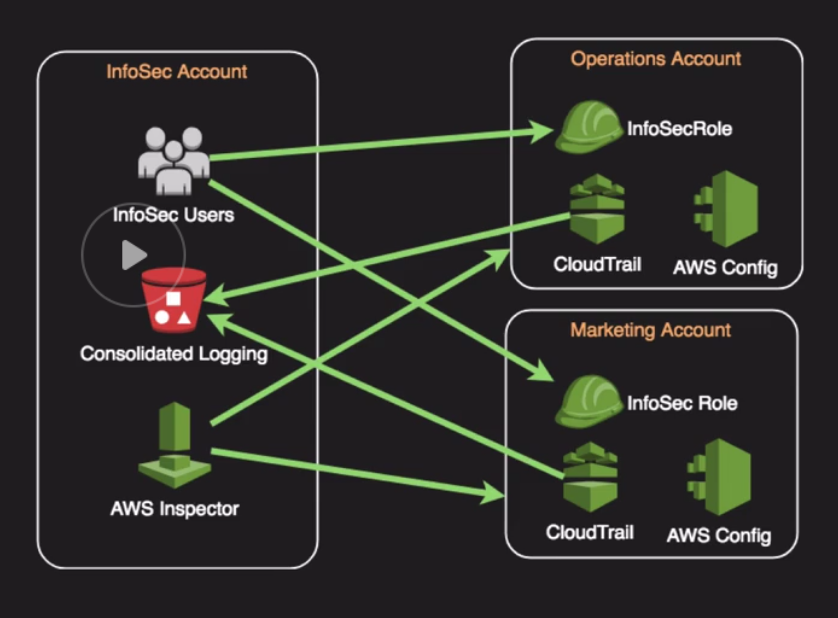 InfoSec Account
InfoSec Users
Consolidated Logging
AWS Inspector
Operations Account
InfoSecRole
CloudTrail
AWS Config
Marketing Account
InfoSec Role
CloudTrail
AWS Config